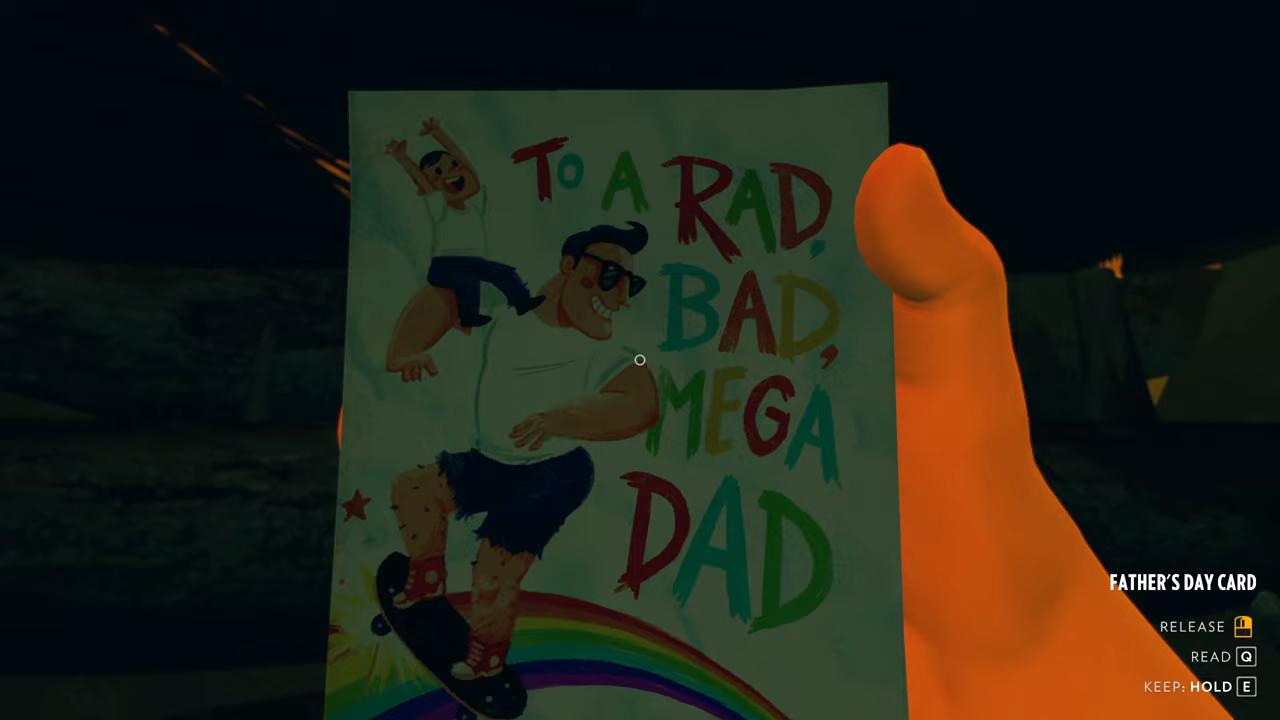 TO A RAD,
BAD,
MEGA
DAD
FATHER'S DAY CARD
RELEASE
READ Q
KEEP: HOLD E